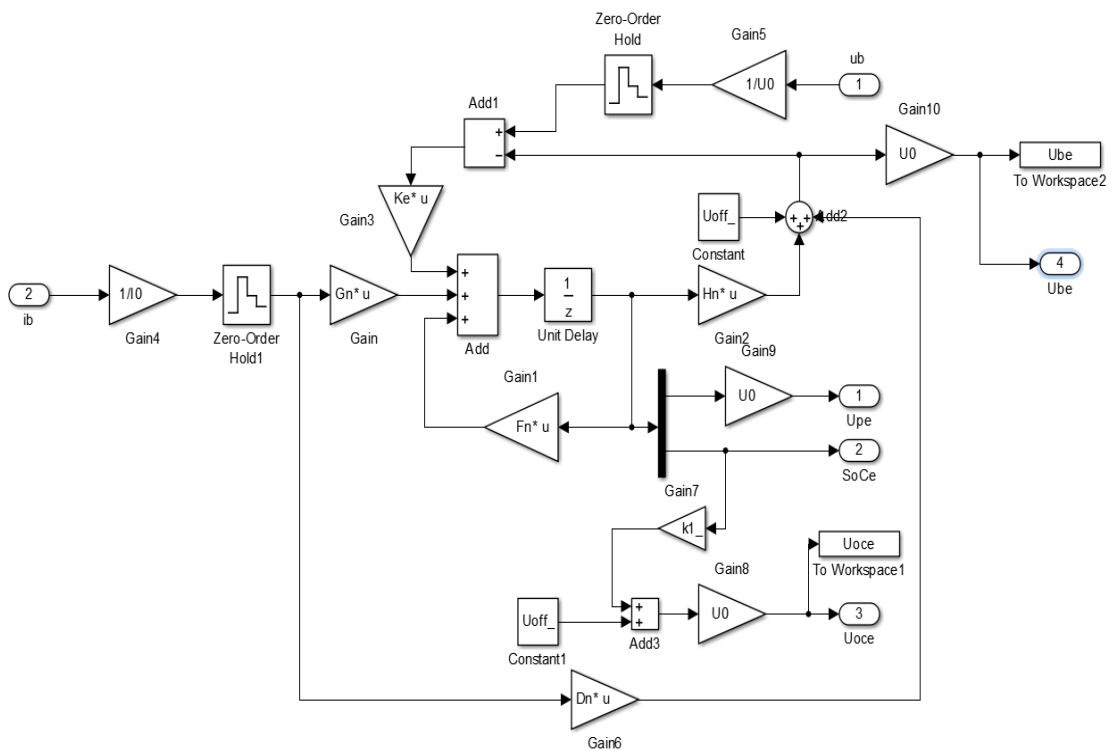 Zero-Order
Hold
Gain5
ub
1/U0
1
Add1
+
−
Gain10
U0
Ube
To Workspace2
Ke* u
Gain3
Uoff_
Constant
+
+
+
Add2
4
Ube
2
ib
1/I0
Gain4
Zero-Order
Hold1
Gn* u
Gain
+
+
+
Add
1
z
Unit Delay
Hn* u
Gain2
Gain9
U0
1
Upe
Gain1
Fn* u
2
SoCe
Gain7
k1_
Uoce
To Workspace1
Gain8
U0
3
Uoce
Uoff_
Constant1
+
+
Add3
Dn* u
Gain6